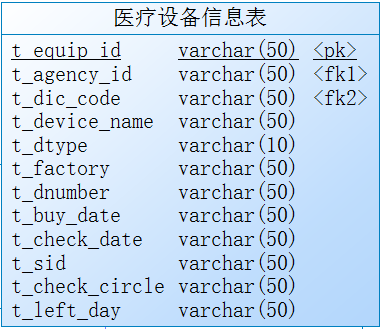 医疗设备信息表
t_equip_id varchar(50) <pk>
t_agency_id varchar(50) <fk1>
t_dic_code varchar(50) <fk2>
t_device_name varchar(50)
t_dtype varchar(10)
t_factory varchar(50)
t_dnumber varchar(50)
t_buy_date varchar(50)
t_check_date varchar(50)
t_sid varchar(50)
t_check_circle varchar(50)
t_left_day varchar(50)